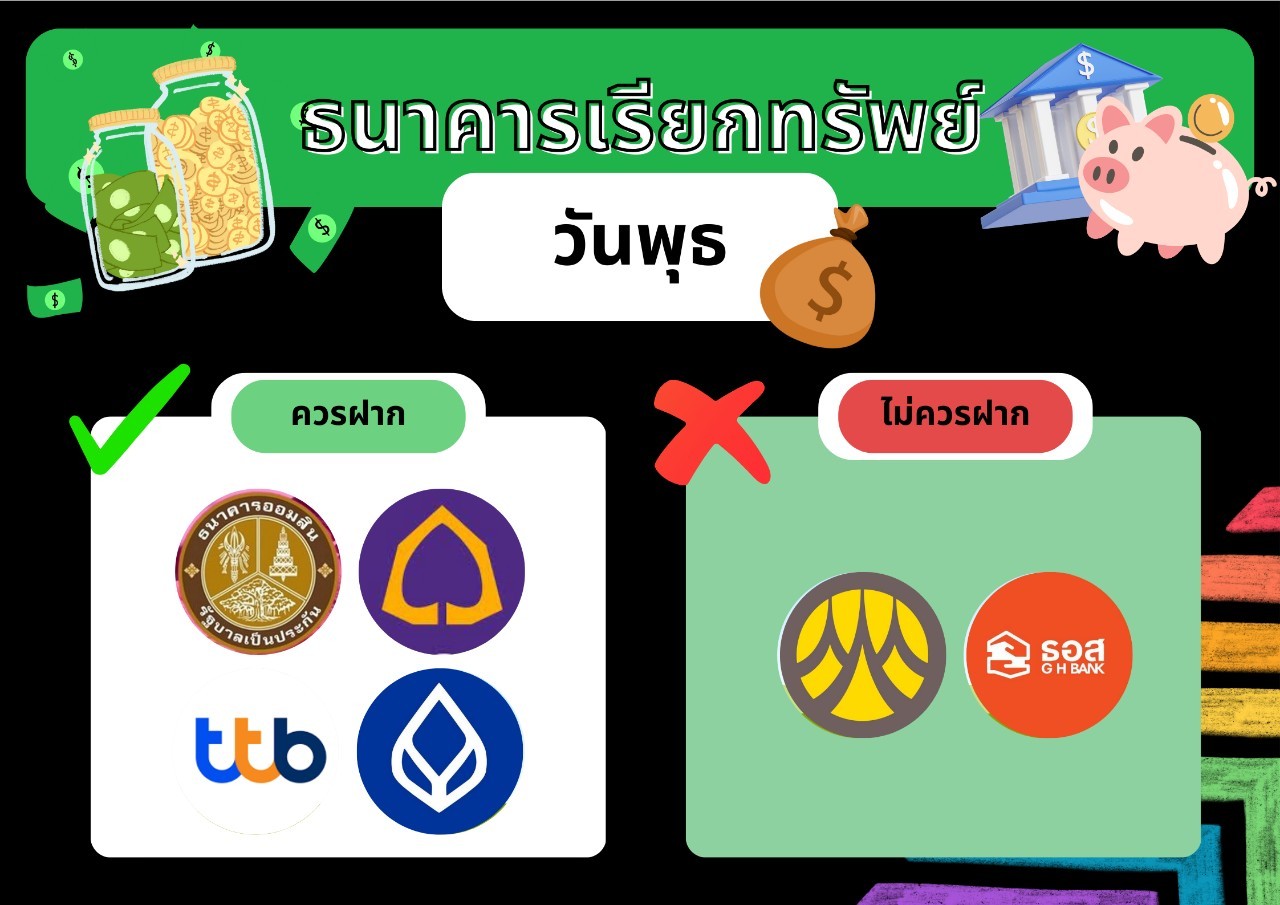 ธนาคารเรียกทรัพย์
วันพุธ
ควรฝาก
ไม่ควรฝาก
ธนาคารออมสิน
รัฐบาลเป็นประกัน
ttb
ธอส
G H BANK